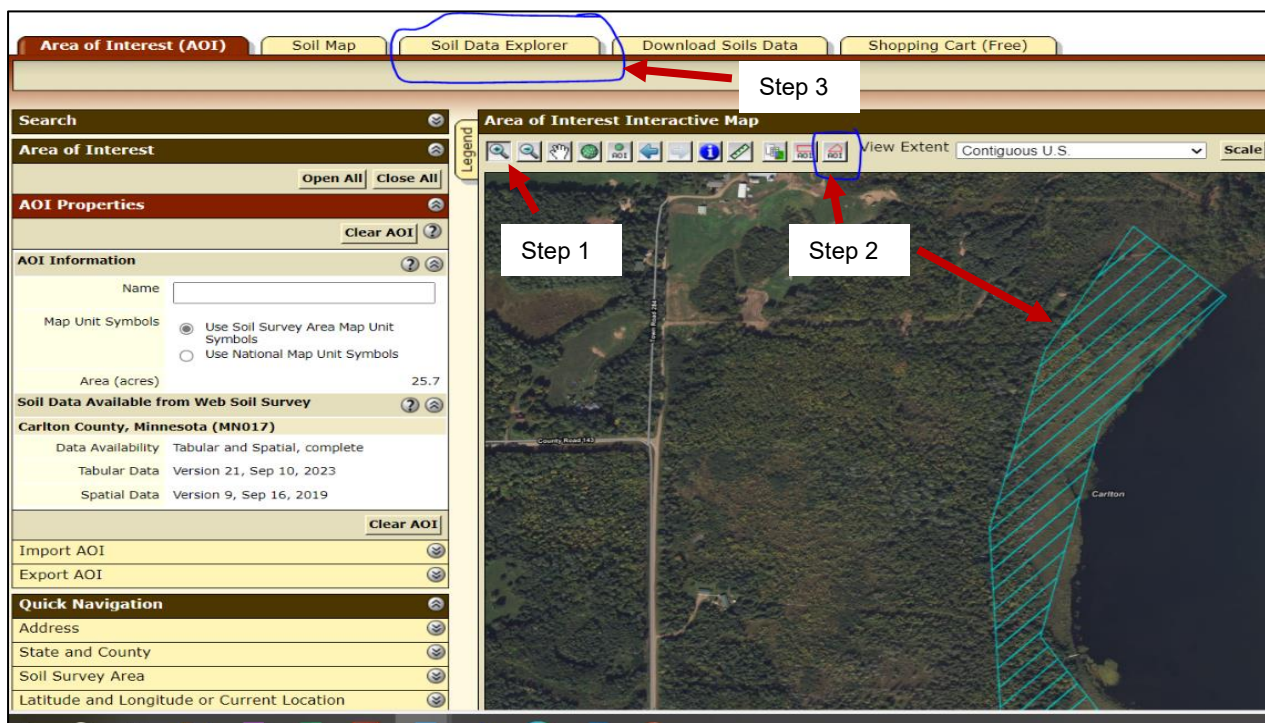 Area of Interest (AOI)
Soil Map
Soil Data Explorer
Download Soils Data
Shopping Cart (Free)
Step 3
Search
Area of Interest
Open All
Close All
AOI Properties
Clear AOI
AOI Information
Name
Map Unit Symbols
Use Soil Survey Area Map Unit
Symbols
Use National Map Unit Symbols
Area (acres)
25.7
Soil Data Available from Web Soil Survey
Carlton County, Minnesota (MN017)
Data Availability
Tabular and Spatial, complete
Tabular Data
Version 21, Sep 10, 2023
Spatial Data
Version 9, Sep 16, 2019
Clear AOI
Import AOI
Export AOI
Quick Navigation
Address
State and County
Soil Survey Area
Latitude and Longitude or Current Location
Legend
Area of Interest Interactive Map
AOI
AOI
AOI
View Extent
Contiguous U.S.
Scale
Step 1
Step 2
Town Road 284
County Road 143
Carlton